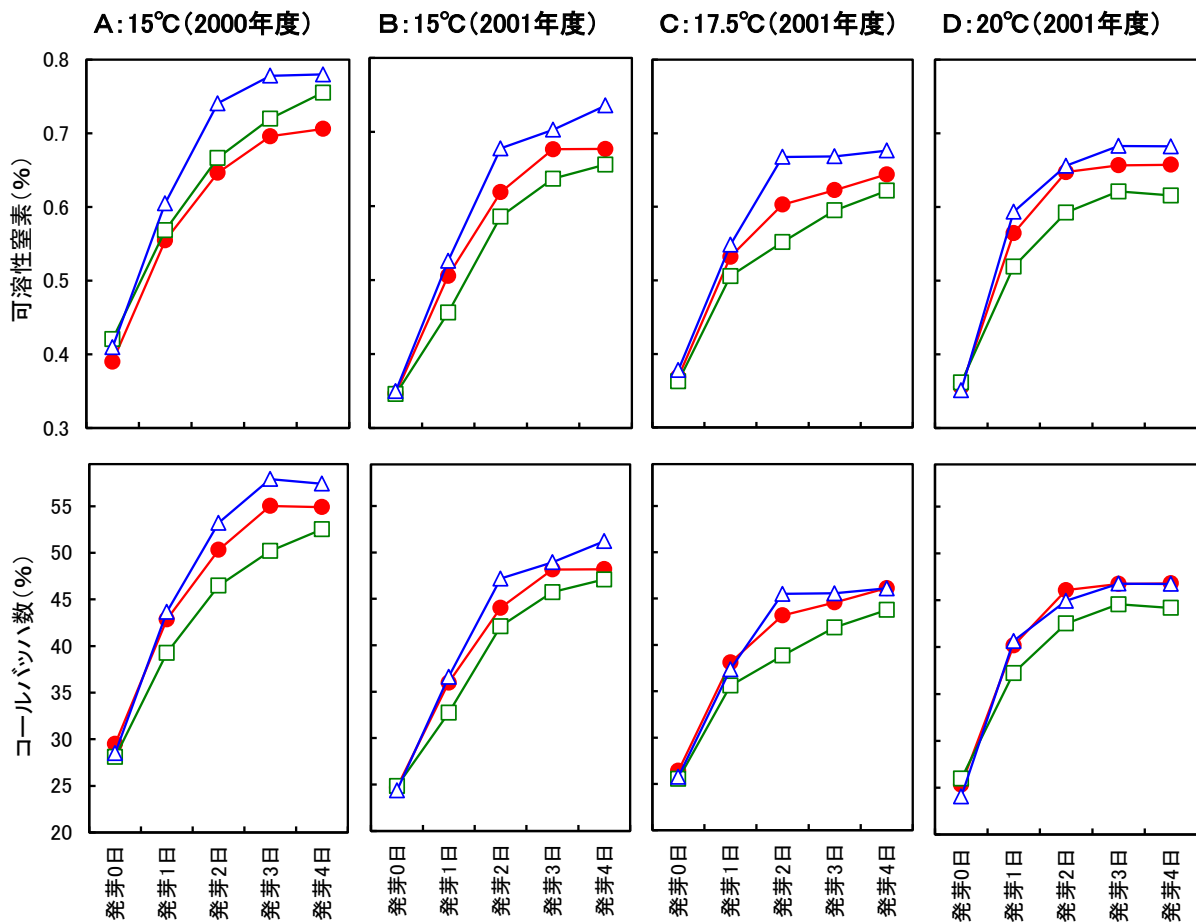 A:15℃(2000年度)
B:15℃(2001年度)
C:17.5℃(2001年度)
D:20℃(2001年度)
可溶性窒素(%)
0.8
0.7
0.6
0.5
0.4
0.3
コールバッハ数(%)
55
50
45
40
35
30
25
20
発芽0日
発芽1日
発芽2日
発芽3日
発芽4日
発芽0日
発芽1日
発芽2日
発芽3日
発芽4日
発芽0日
発芽1日
発芽2日
発芽3日
発芽4日
発芽0日
発芽1日
発芽2日
発芽3日
発芽4日